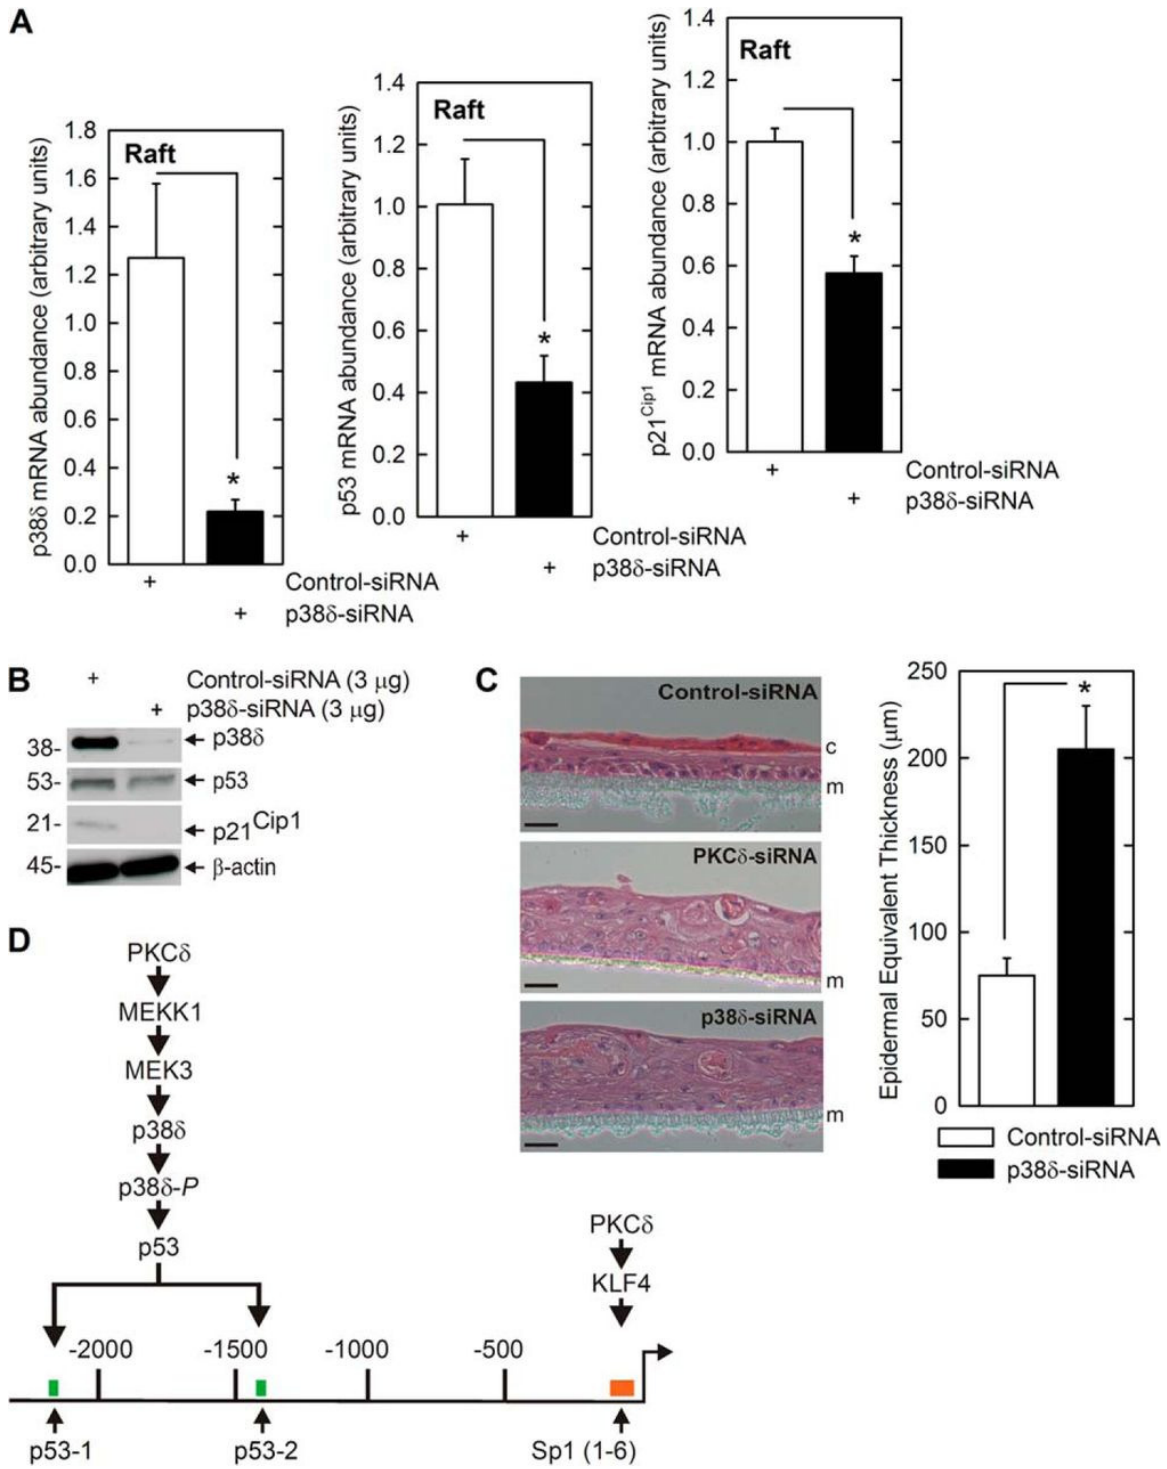 A
p38δ mRNA abundance (arbitrary units)
1.8
1.6
1.4
1.2
1.0
0.8
0.6
0.4
0.2
0.0
Raft
*
+
Control-siRNA
+
p38δ-siRNA
p53 mRNA abundance (arbitrary units)
1.4
1.2
1.0
0.8
0.6
0.4
0.2
0.0
Raft
*
+
Control-siRNA
+
p38δ-siRNA
p21Cip1 mRNA abundance (arbitrary units)
1.4
1.2
1.0
0.8
0.6
0.4
0.2
0.0
Raft
*
+
Control-siRNA
+
p38δ-siRNA
B
+ Control-siRNA (3 μg)
+ p38δ-siRNA (3 μg)
38- p38δ
53- p53
21- p21Cip1
45- β-actin
C
Control-siRNA
c
m
PKCδ-siRNA
m
p38δ-siRNA
m
Epidermal Equivalent Thickness (μm)
250
200
150
100
50
0
*
Control-siRNA
p38δ-siRNA
D
PKCδ
MEKK1
MEK3
p38δ
p38δ-P
p53
PKCδ
KLF4
-2000 -1500 -1000 -500
p53-1 p53-2 Sp1 (1-6)